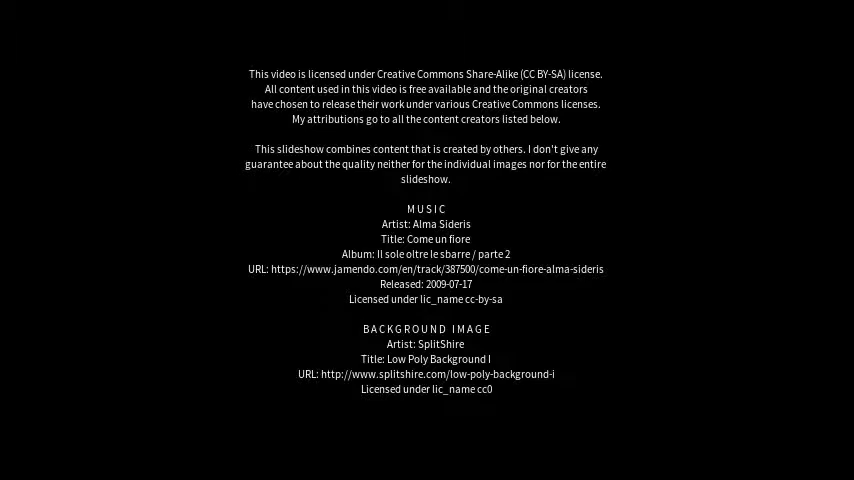 This video is licensed under Creative Commons Share-Alike (CC BY-SA) license.
All content used in this video is free available and the original creators
have chosen to release their work under various Creative Commons licenses.
My attributions go to all the content creators listed below.
This slideshow combines content that is created by others. I don't give any
guarantee about the quality neither for the individual images nor for the entire
slideshow.
MUSIC
Artist: Alma Sideris
Title: Come un fiore
Album: Il sole oltre le sbarre / parte 2
URL: https://www.jamendo.com/en/track/387500/come-un-fiore-alma-sideris
Released: 2009-07-17
Licensed under lic_name cc-by-sa
BACKGROUND IMAGE
Artist: SplitShire
Title: Low Poly Background I
URL: http://www.splitshire.com/low-poly-background-i
Licensed under lic_name cc0